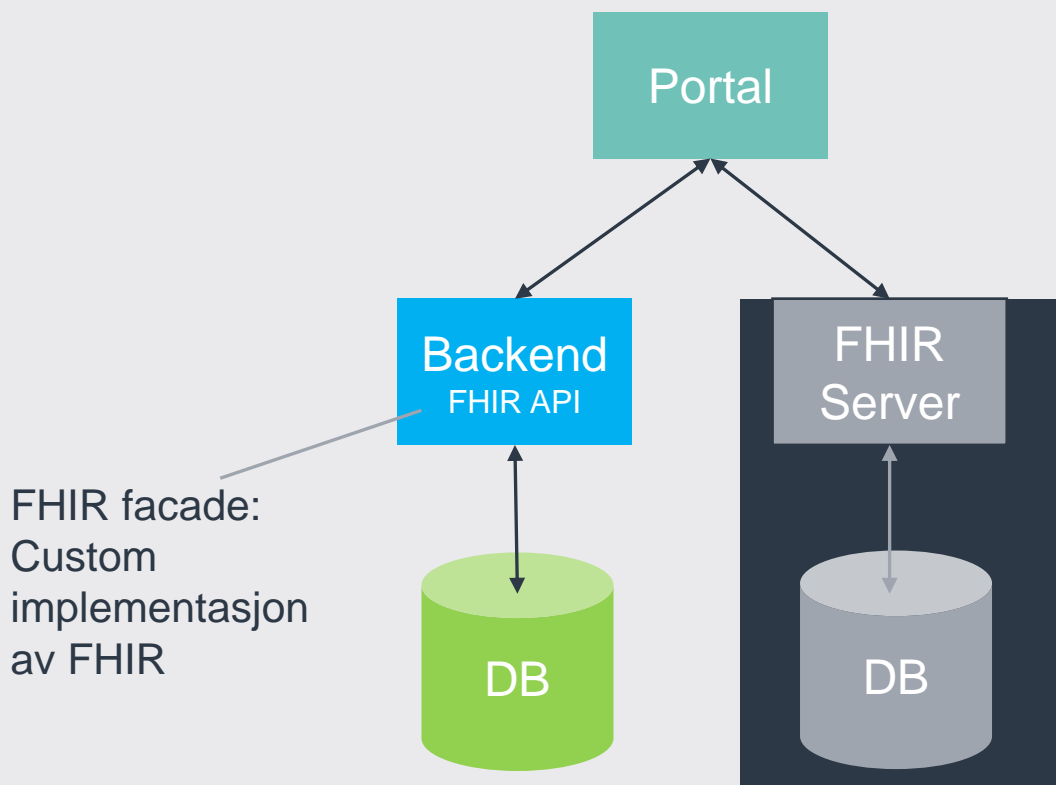 Portal
Backend
FHIR API
FHIR
Server
FHIR facade:
Custom
implementasjon
av FHIR
DB
DB